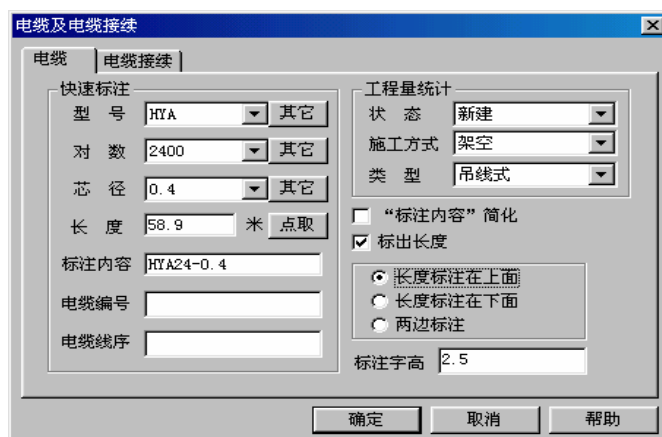 电缆及电缆接续
电缆 电缆接续
快速标注
型 号 HYA 其它
对 数 2400 其它
芯 径 0.4 其它
长 度 58.9 米 点取
标注内容 HYA24-0.4
电缆编号
电缆线序
工程量统计
状 态 新建
施工方式 架空
类 型 吊线式
“标注内容”简化
标出长度
长度标注在上面
长度标注在下面
两边标注
标注字高 2.5
确定 取消 帮助